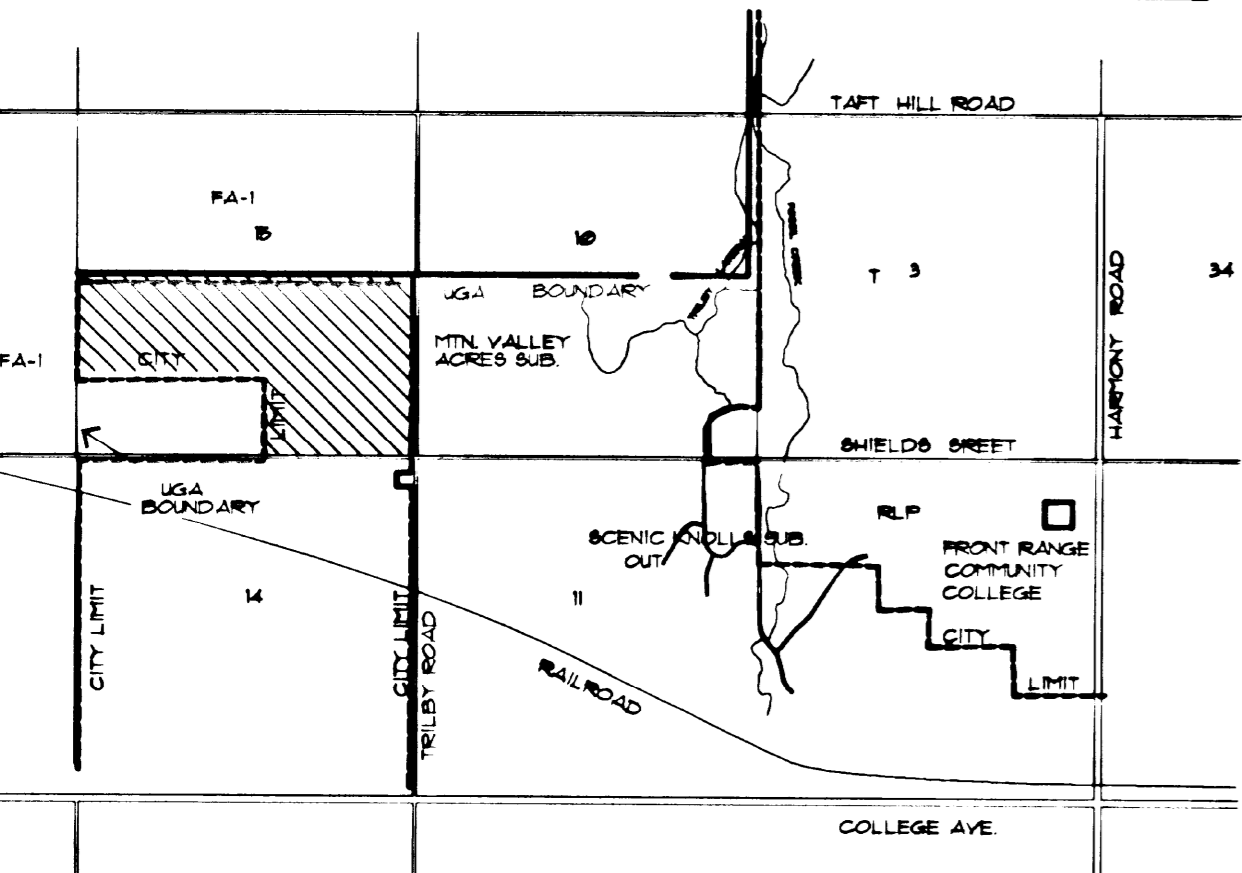 TAFT HILL ROAD
FA-1
15
10
T 3
34
HARMONY ROAD
UGA BOUNDARY
MTN. VALLEY
ACRES SUB.
FA-1
CITY
LIMIT
SHIELDS SREET
UGA
BOUNDARY
RLP
SCENIC KNOLLS SUB.
OUT
FRONT RANGE
COMMUNITY
COLLEGE
14
11
CITY LIMIT
CITY LIMIT
TRILBY ROAD
CITY
LIMIT
RAILROAD
COLLEGE AVE.